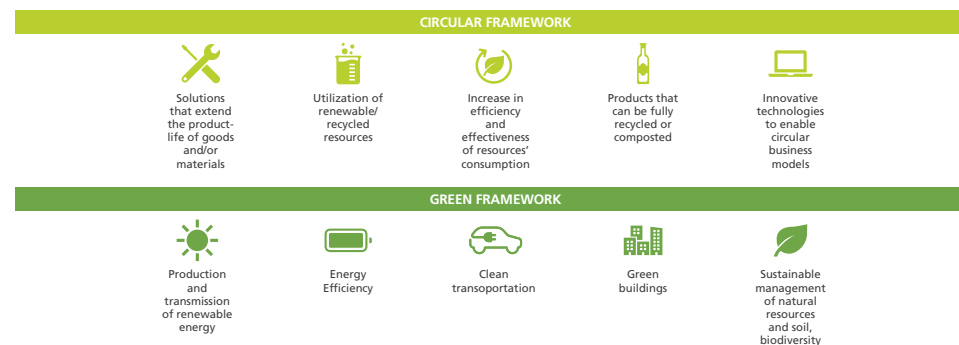 CIRCULAR FRAMEWORK
Solutions
that extend
the product-
life of goods
and/or
materials
Utilization of
renewable/
recycled
resources
Increase in
efficiency
and
effectiveness
of resources’
consumption
Products that
can be fully
recycled or
composted
Innovative
technologies
to enable
circular
business
models
GREEN FRAMEWORK
Production
and
transmission
of renewable
energy
Energy
Efficiency
Clean
transoportation
Green
buildings
Sustainable
management
of natural
resources
and soil,
biodiversity